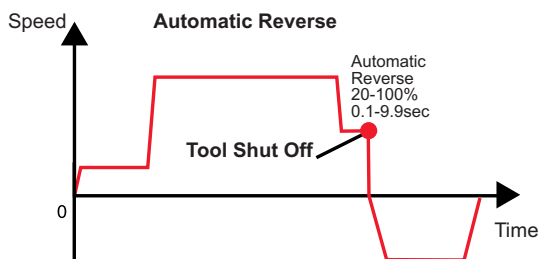 Speed
Automatic Reverse
Automatic
Reverse
20-100%
0.1-9.9sec
Tool Shut Off
0
Time